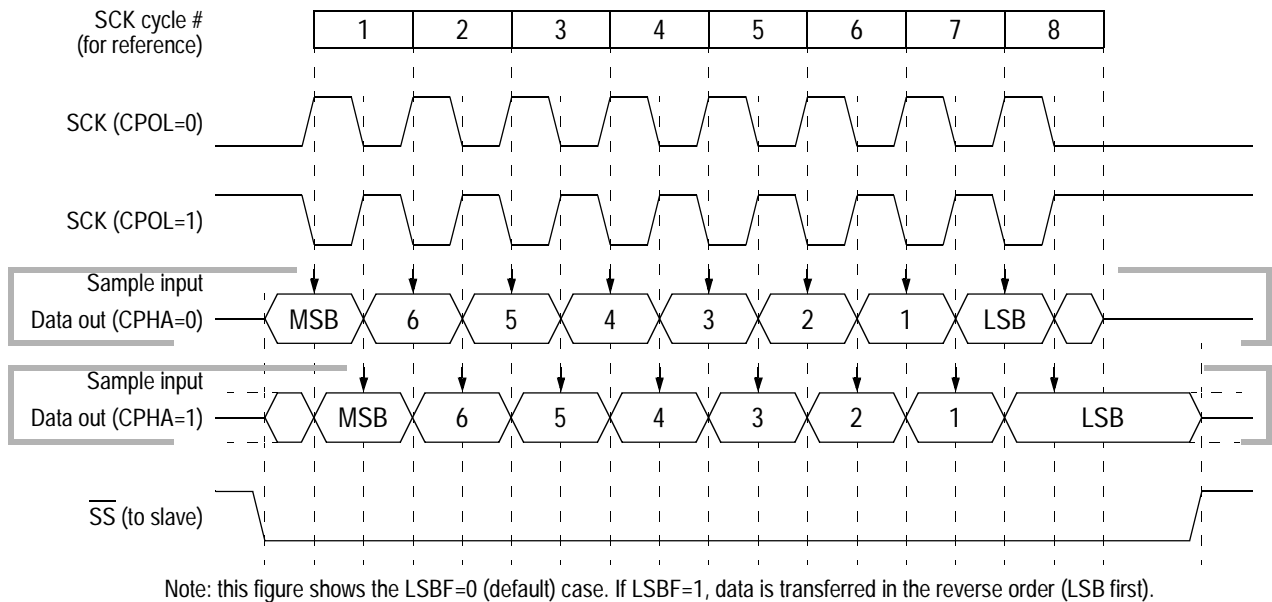 SCK cycle #
(for reference)
1 2 3 4 5 6 7 8
SCK (CPOL=0)
SCK (CPOL=1)
Sample input
Data out (CPHA=0)
MSB 6 5 4 3 2 1 LSB
Sample input
Data out (CPHA=1)
MSB 6 5 4 3 2 1 LSB
S̅S̅ (to slave)
Note: this figure shows the LSBF=0 (default) case. If LSBF=1, data is transferred in the reverse order (LSB first).